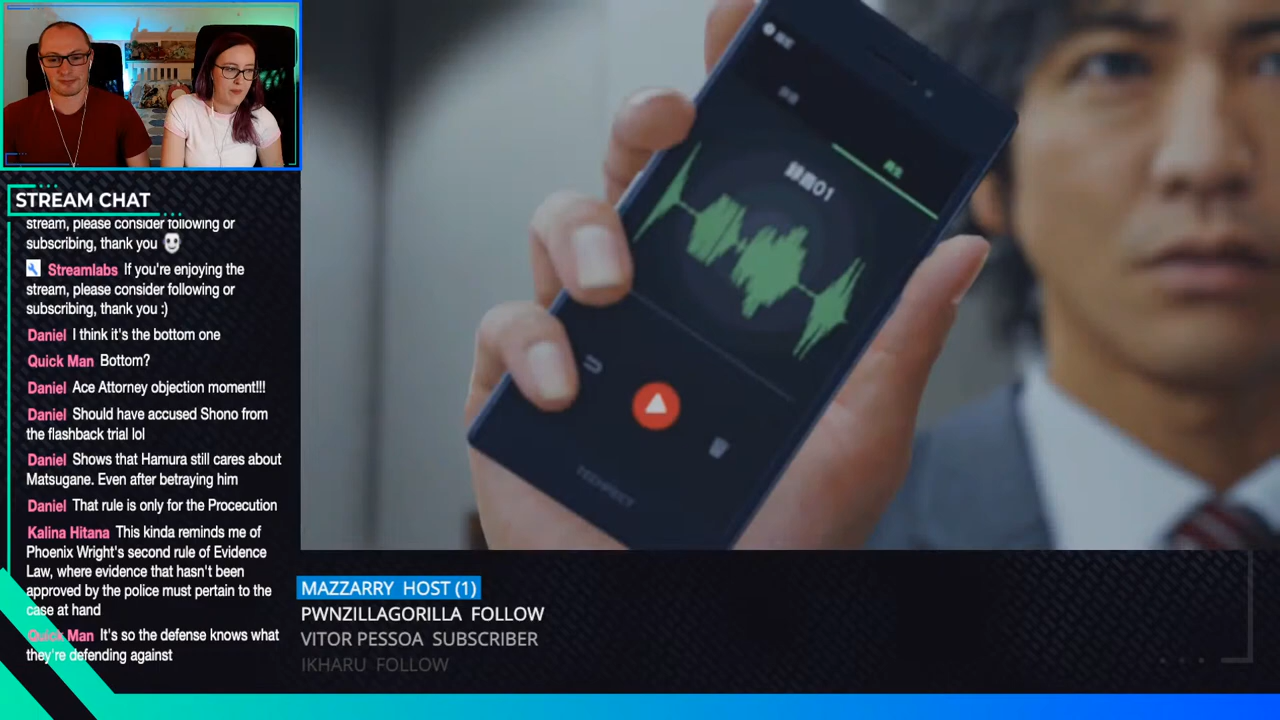 STREAM CHAT
stream, please consider following or
subscribing, thank you
Streamlabs If you're enjoying the
stream, please consider following or
subscribing, thank you :)
Daniel I think it's the bottom one
Quick Man Bottom?
Daniel Ace Attorney objection moment!!!
Daniel Should have accused Shono from
the flashback trial lol
Daniel Shows that Hamura still cares about
Matsugane. Even after betraying him
Daniel That rule is only for the Procecution
Kalina Hitana This kinda reminds me of
Phoenix Wright's second rule of Evidence
Law, where evidence that hasn't been
approved by the police must pertain to the
case at hand
Quick Man It's so the defense knows what
they're defending against
録音01
MAZZARRY HOST (1)
PWNZILLAGORILLA FOLLOW
VITOR PESSOA SUBSCRIBER
IKHARU FOLLOW